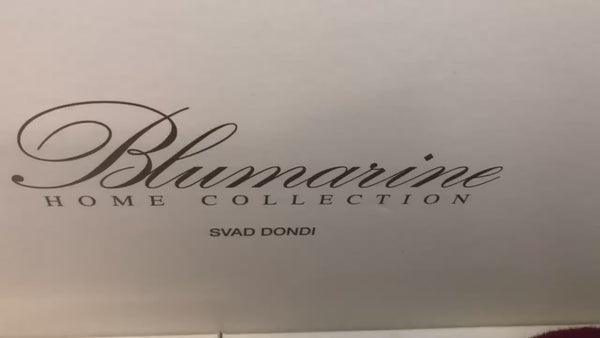 Blumarine
HOME COLLECTION
SVAD DONDI